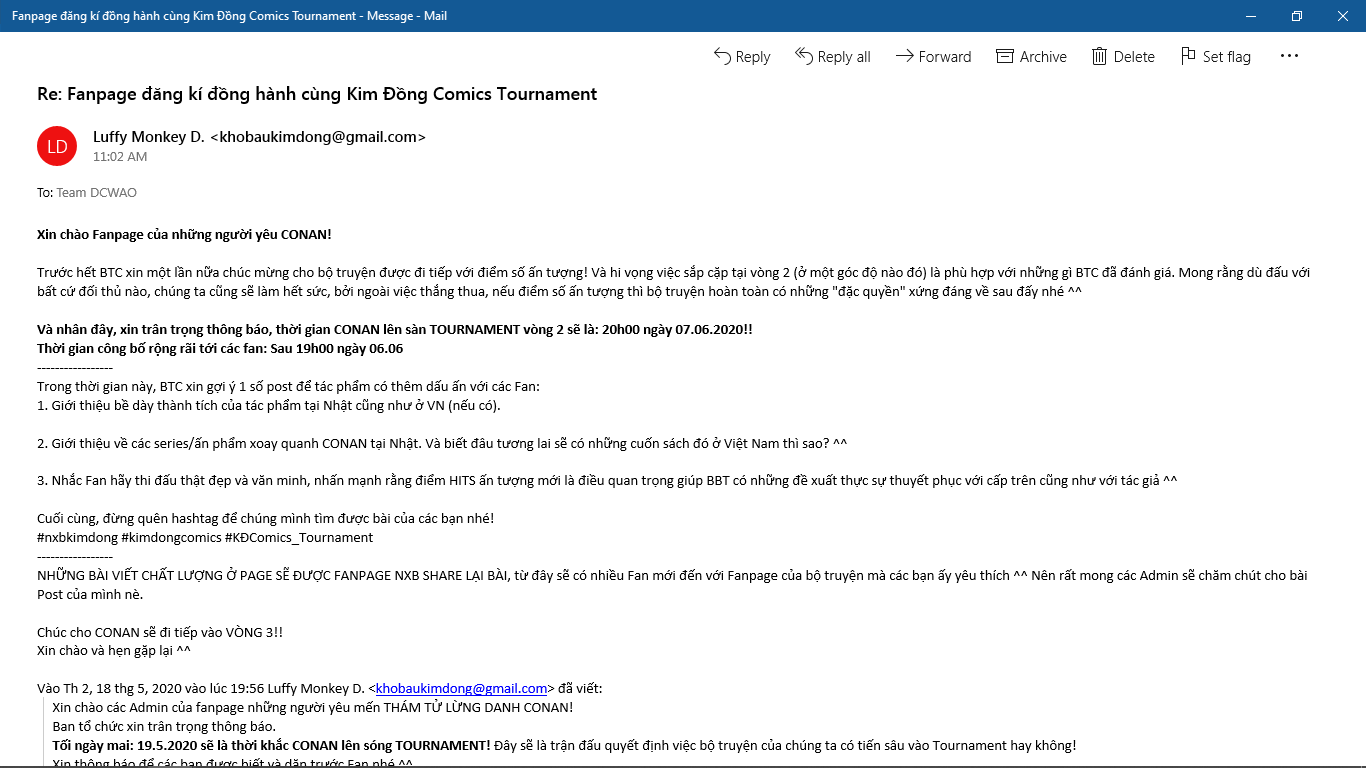 Fanpage đăng kí đồng hành cùng Kim Đồng Comics Tournament - Message - Mail
Reply
Reply all
Forward
Archive
Delete
Set flag
Re: Fanpage đăng kí đồng hành cùng Kim Đồng Comics Tournament
LD
Luffy Monkey D. <khobaukimdong@gmail.com>
11:02 AM
To: Team DCWAO
Xin chào Fanpage của những người yêu CONAN!
Trước hết BTC xin một lần nữa chúc mừng cho bộ truyện được đi tiếp với điểm số ấn tượng! Và hi vọng việc sắp cặp tại vòng 2 (ở một góc độ nào đó) là phù hợp với những gì BTC đã đánh giá. Mong rằng dù đấu với
bất cứ đối thủ nào, chúng ta cũng sẽ làm hết sức, bởi ngoài việc thắng thua, nếu điểm số ấn tượng thì bộ truyện hoàn toàn có những "đặc quyền" xứng đáng về sau đấy nhé ^^
Và nhân đây, xin trân trọng thông báo, thời gian CONAN lên sàn TOURNAMENT vòng 2 sẽ là: 20h00 ngày 07.06.2020!!
Thời gian công bố rộng rãi tới các fan: Sau 19h00 ngày 06.06
-----------------
Trong thời gian này, BTC xin gợi ý 1 số post để tác phẩm có thêm dấu ấn với các Fan:
1. Giới thiệu bề dày thành tích của tác phẩm tại Nhật cũng như ở VN (nếu có).
2. Giới thiệu về các series/ấn phẩm xoay quanh CONAN tại Nhật. Và biết đâu tương lai sẽ có những cuốn sách đó ở Việt Nam thì sao? ^^
3. Nhắc Fan hãy thi đấu thật đẹp và văn minh, nhấn mạnh rằng điểm HITS ấn tượng mới là điều quan trọng giúp BBT có những đề xuất thực sự thuyết phục với cấp trên cũng như với tác giả ^^
Cuối cùng, đừng quên hashtag để chúng mình tìm được bài của các bạn nhé!
#nxbkimdong #kimdongcomics #KĐComics_Tournament
-----------------
NHỮNG BÀI VIẾT CHẤT LƯỢNG Ở PAGE SẼ ĐƯỢC FANPAGE NXB SHARE LẠI BÀI, từ đây sẽ có nhiều Fan mới đến với Fanpage của bộ truyện mà các bạn ấy yêu thích ^^ Nên rất mong các Admin sẽ chăm chút cho bài
Post của mình nè.
Chúc cho CONAN sẽ đi tiếp vào VÒNG 3!!
Xin chào và hẹn gặp lại ^^
Vào Th 2, 18 thg 5, 2020 vào lúc 19:56 Luffy Monkey D. <khobaukimdong@gmail.com> đã viết:
Xin chào các Admin của fanpage những người yêu mến THÁM TỬ LỪNG DANH CONAN!
Ban tổ chức xin trân trọng thông báo.
Tối ngày mai: 19.5.2020 sẽ là thời khắc CONAN lên sóng TOURNAMENT! Đây sẽ là trận đấu quyết định việc bộ truyện của chúng ta có tiến sâu vào Tournament hay không!
Xin thông báo để các bạn được biết và dặn trước Fan nhé ^^